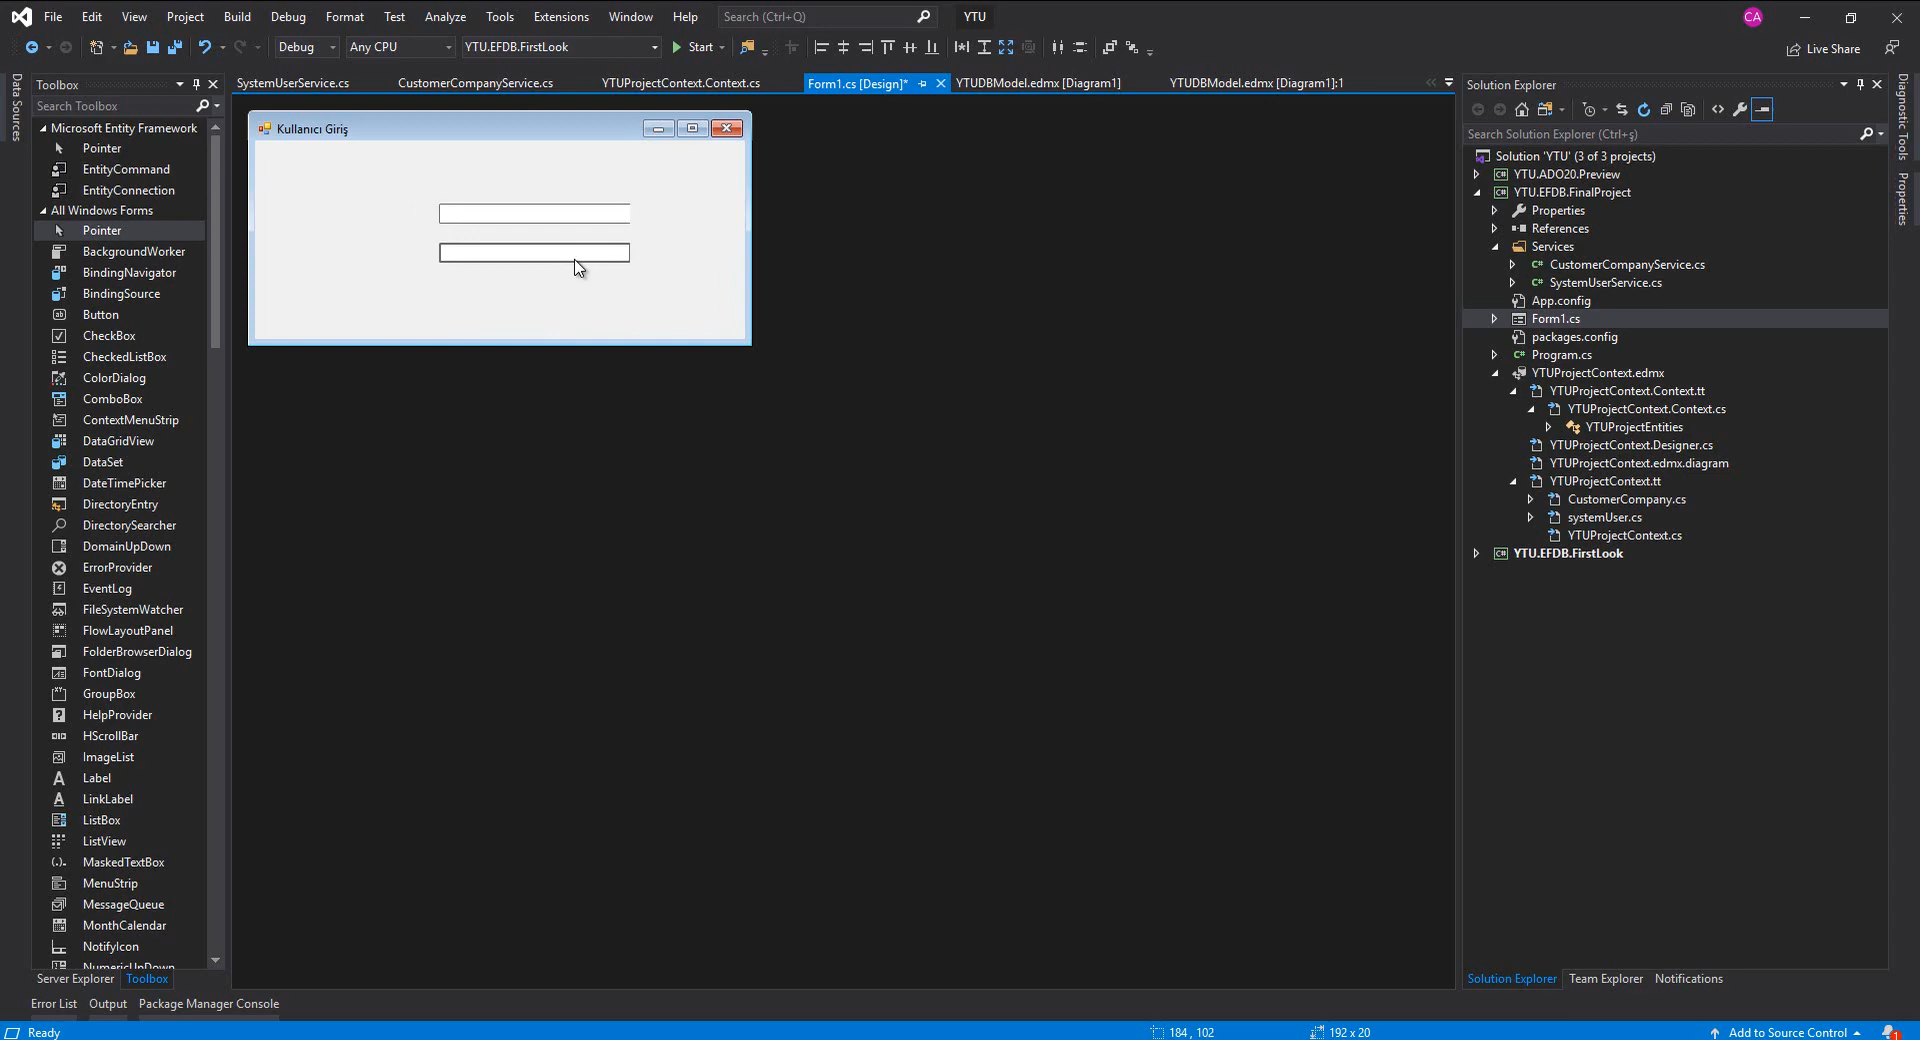 File Edit View Project Build Debug Format Test Analyze Tools Extensions Window Help Search (Ctrl+Q) YTU CA
Debug Any CPU YTU.EFDB.FirstLook Start Live Share
Data Sources
Toolbox
Search Toolbox
Microsoft Entity Framework
Pointer
EntityCommand
EntityConnection
All Windows Forms
Pointer
BackgroundWorker
BindingNavigator
BindingSource
Button
CheckBox
CheckedListBox
ColorDialog
ComboBox
ContextMenuStrip
DataGridView
DataSet
DateTimePicker
DirectoryEntry
DirectorySearcher
DomainUpDown
ErrorProvider
EventLog
FileSystemWatcher
FlowLayoutPanel
FolderBrowserDialog
FontDialog
GroupBox
HelpProvider
HScrollBar
ImageList
Label
LinkLabel
ListBox
ListView
MaskedTextBox
MenuStrip
MessageQueue
MonthCalendar
NotifyIcon
NumericUpDown
Server Explorer Toolbox
SystemUserService.cs CustomerCompanyService.cs YTUProjectContext.Context.cs Form1.cs [Design]* YTUDBModel.edmx [Diagram1] YTUDBModel.edmx [Diagram1]:1
Kullanıcı Giriş
Solution Explorer
Search Solution Explorer (Ctrl+ş)
Solution 'YTU' (3 of 3 projects)
YTU.ADO20.Preview
YTU.EFDB.FinalProject
Properties
References
Services
CustomerCompanyService.cs
SystemUserService.cs
App.config
Form1.cs
packages.config
Program.cs
YTUProjectContext.edmx
YTUProjectContext.Context.tt
YTUProjectContext.Context.cs
YTUProjectEntities
YTUProjectContext.Designer.cs
YTUProjectContext.edmx.diagram
YTUProjectContext.tt
CustomerCompany.cs
systemUser.cs
YTUProjectContext.cs
YTU.EFDB.FirstLook
Solution Explorer Team Explorer Notifications
Diagnostic Tools
Properties
Error List Output Package Manager Console
Ready 184 , 102 192 x 20 Add to Source Control 1